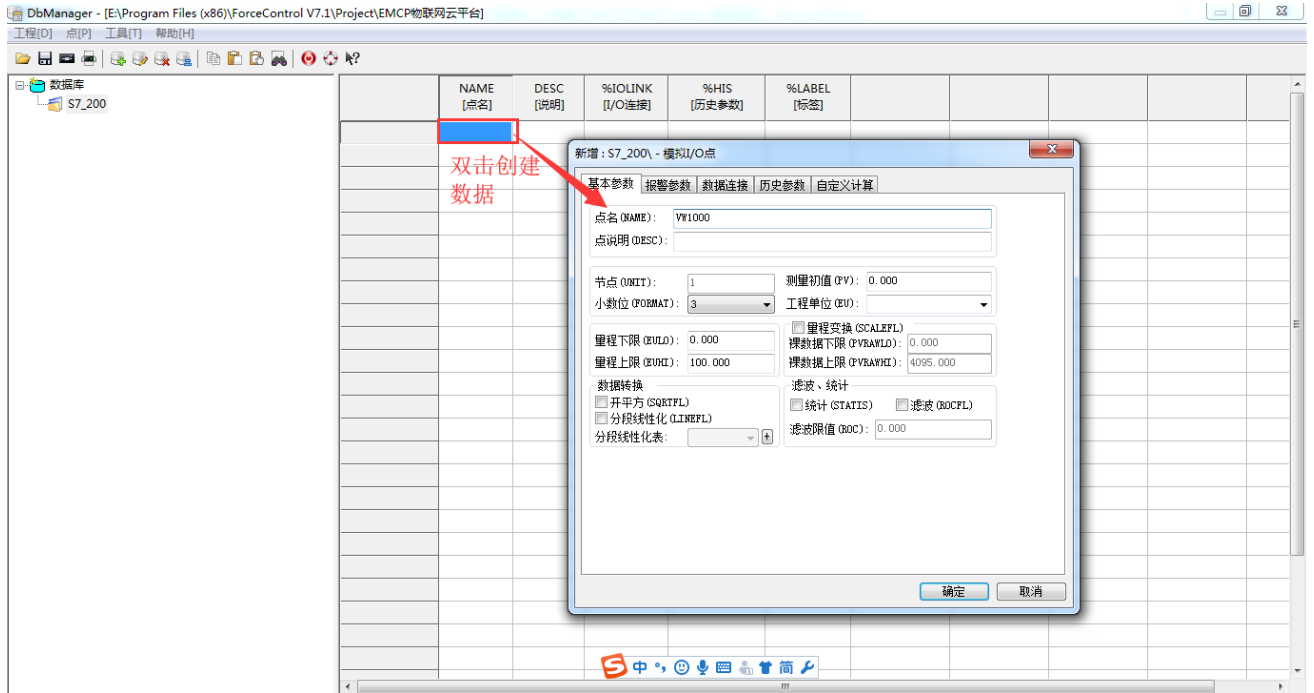 DbManager - [E:\Program Files (x86)\ForceControl V7.1\Project\EMCP物联网云平台]
工程[D] 点[P] 工具[T] 帮助[H]
数据库
S7_200
NAME DESC %IOLINK %HIS %LABEL
[点名] [说明] [I/O连接] [历史参数] [标签]
双击创建
数据
新增 : S7_200\ - 模拟I/O点
基本参数 报警参数 数据连接 历史参数 自定义计算
点名(NAME): VW1000
点说明(DESC):
节点(UNIT): 1 测量初值(PV): 0.000
小数位(FORMAT): 3 工程单位(EU):
量程变换(SCALEFL)
量程下限(EULO): 0.000 裸数据下限(PVRAWLO): 0.000
量程上限(EUHI): 100.000 裸数据上限(PVRAWHI): 4095.000
数据转换 滤波、统计
开平方(SQRTFL) 统计(STATIS) 滤波(ROCFL)
分段线性化(LINEFL)
分段线性化表: + 滤波限值(ROC): 0.000
确定 取消
S 中 °, 简